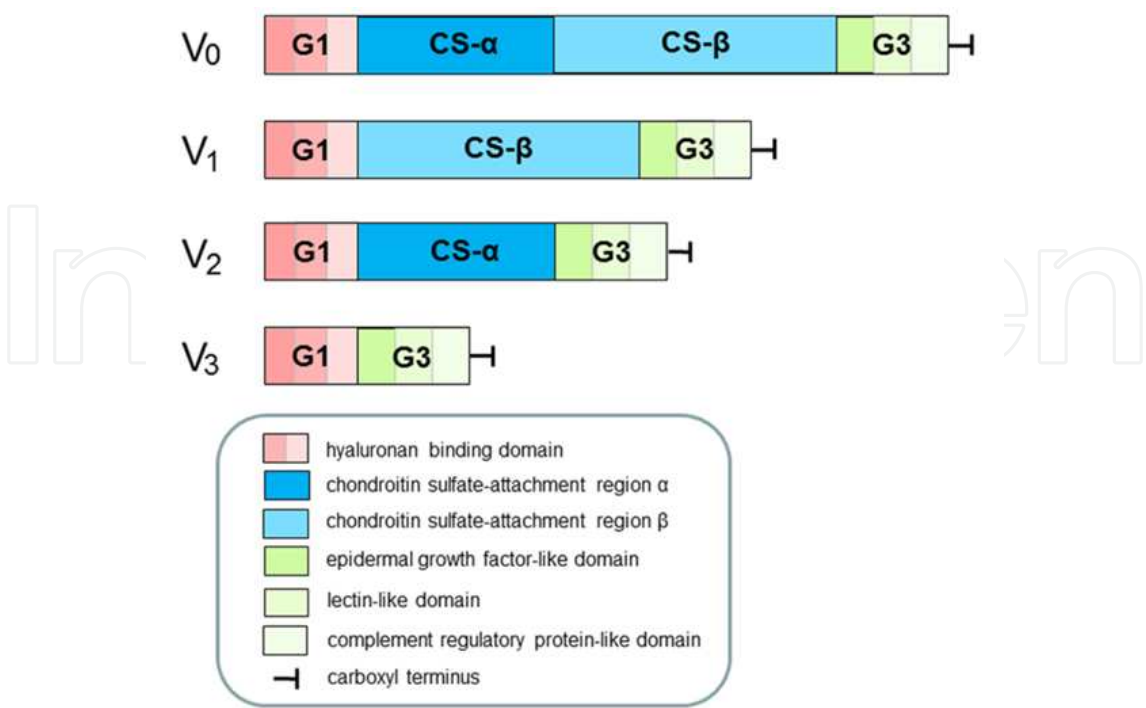 V₀ G1 CS-α CS-β G3
V₁ G1 CS-β G3
V₂ G1 CS-α G3
V₃ G1 G3
hyaluronan binding domain
chondroitin sulfate-attachment region α
chondroitin sulfate-attachment region β
epidermal growth factor-like domain
lectin-like domain
complement regulatory protein-like domain
carboxyl terminus